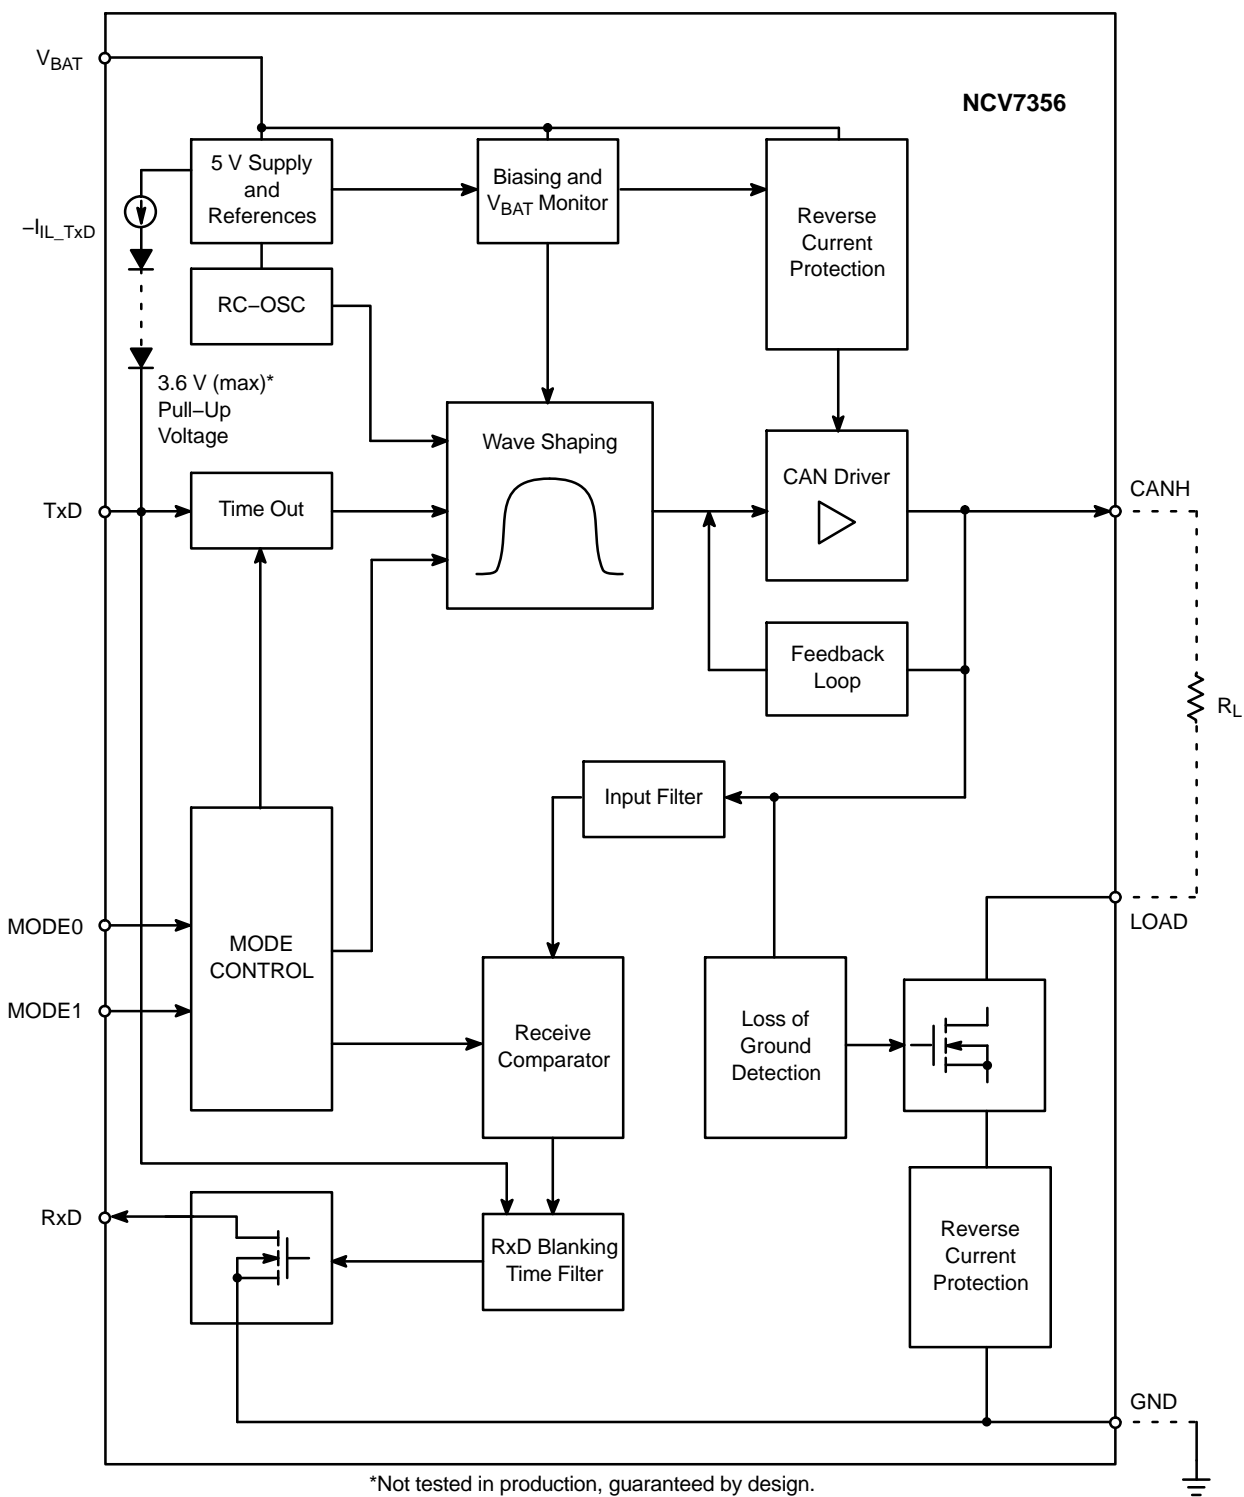 V_BAT
NCV7356
5 V Supply
and
References
Biasing and
V_BAT Monitor
Reverse
Current
Protection
–I_IL_TxD
RC–OSC
3.6 V (max)*
Pull–Up
Voltage
Wave Shaping
CAN Driver
CANH
TxD
Time Out
Feedback
Loop
R_L
Input Filter
MODE0
MODE
CONTROL
LOAD
MODE1
Receive
Comparator
Loss of
Ground
Detection
RxD
RxD Blanking
Time Filter
Reverse
Current
Protection
GND
*Not tested in production, guaranteed by design.